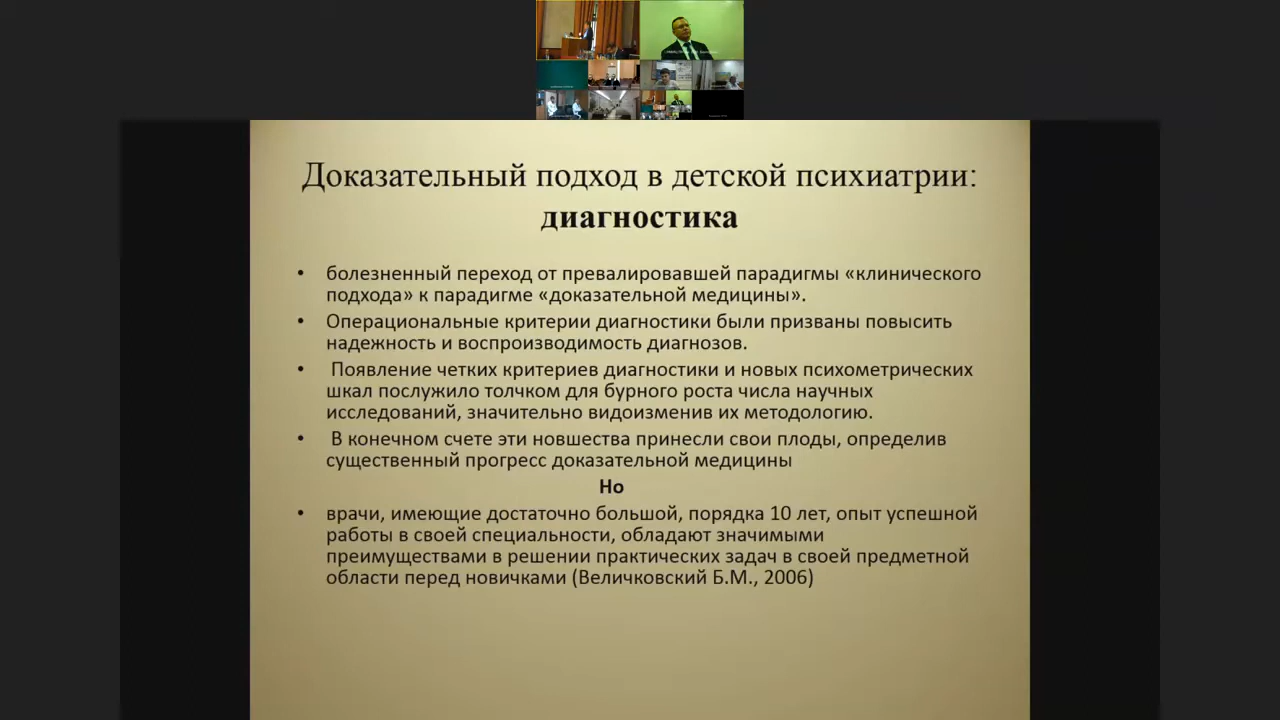 Доказательный подход в детской психиатрии:
диагностика
• болезненный переход от превалировавшей парадигмы «клинического
подхода» к парадигме «доказательной медицины».
• Операциональные критерии диагностики были призваны повысить
надежность и воспроизводимость диагнозов.
• Появление четких критериев диагностики и новых психометрических
шкал послужило толчком для бурного роста числа научных
исследований, значительно видоизменив их методологию.
• В конечном счете эти новшества принесли свои плоды, определив
существенный прогресс доказательной медицины
Но
• врачи, имеющие достаточно большой, порядка 10 лет, опыт успешной
работы в своей специальности, обладают значимыми
преимуществами в решении практических задач в своей предметной
области перед новичками (Величковский Б.М., 2006)